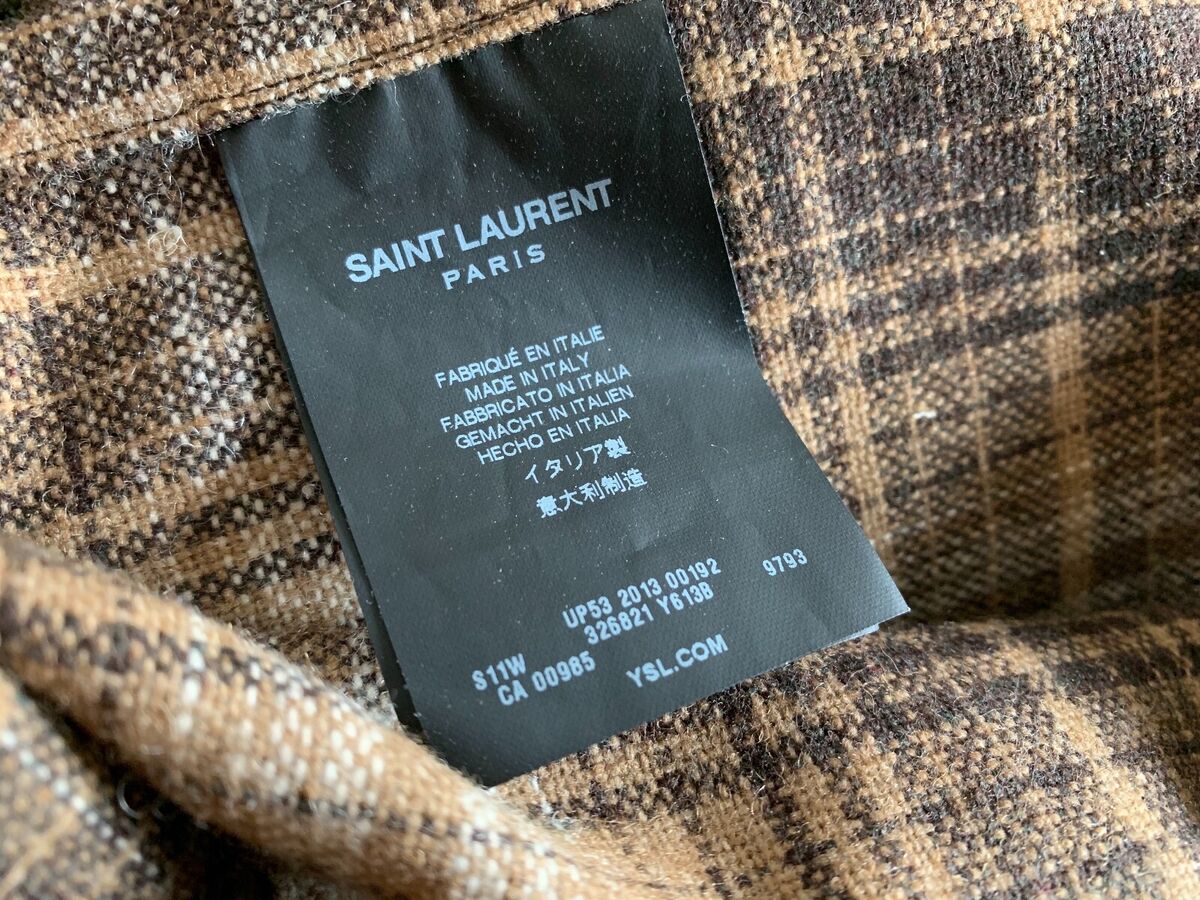 SAINT LAURENT
PARIS
FABRIQUÉ EN ITALIE
MADE IN ITALY
FABBRICATO IN ITALIA
GEMACHT IN ITALIEN
HECHO EN ITALIA
イタリア製
意大利制造
UP53 2013 00192 9793
326821 Y613B
S11W
CA 00985
YSL.COM